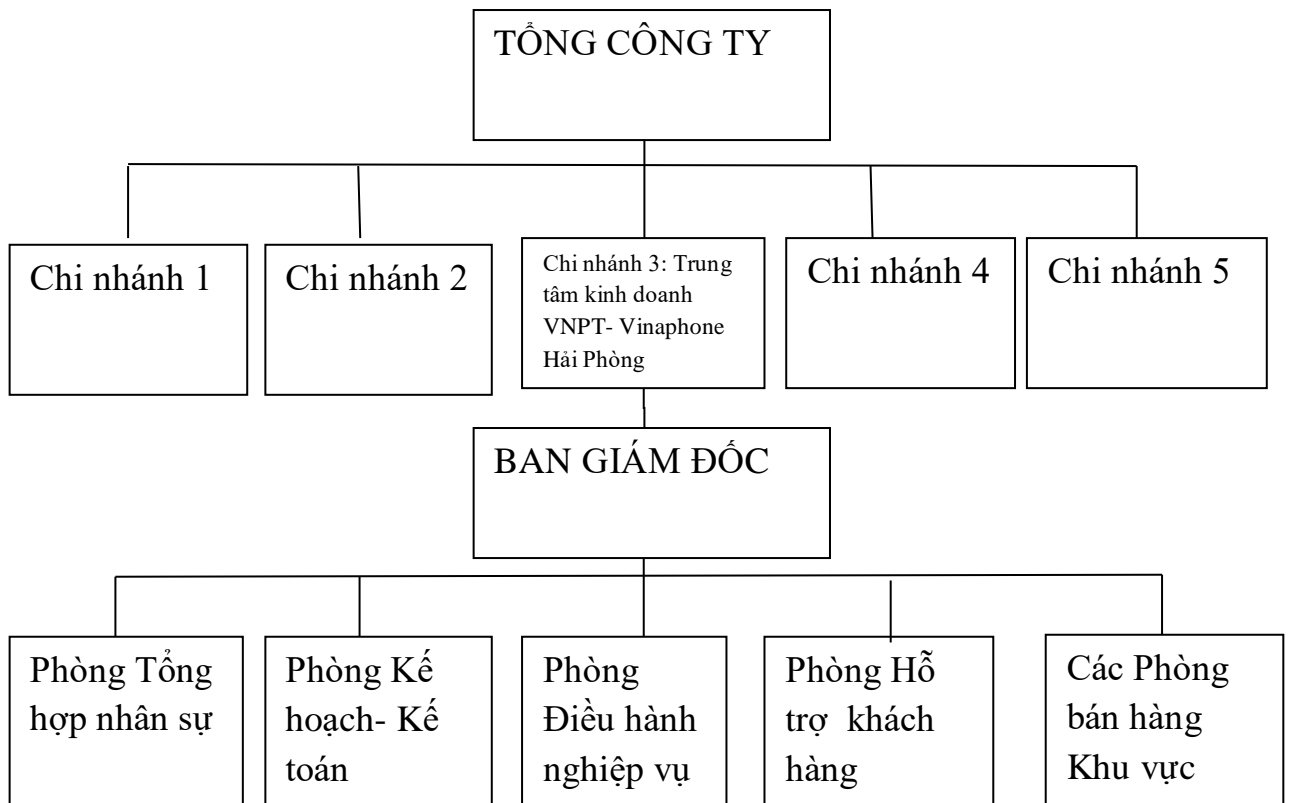 TỔNG CÔNG TY
Chi nhánh 1
Chi nhánh 2
Chi nhánh 3: Trung
tâm kinh doanh
VNPT- Vinaphone
Hải Phòng
Chi nhánh 4
Chi nhánh 5
BAN GIÁM ĐỐC
Phòng Tổng
hợp nhân sự
Phòng Kế
hoạch- Kế
toán
Phòng
Điều hành
nghiệp vụ
Phòng Hỗ
trợ khách
hàng
Các Phòng
bán hàng
Khu vực